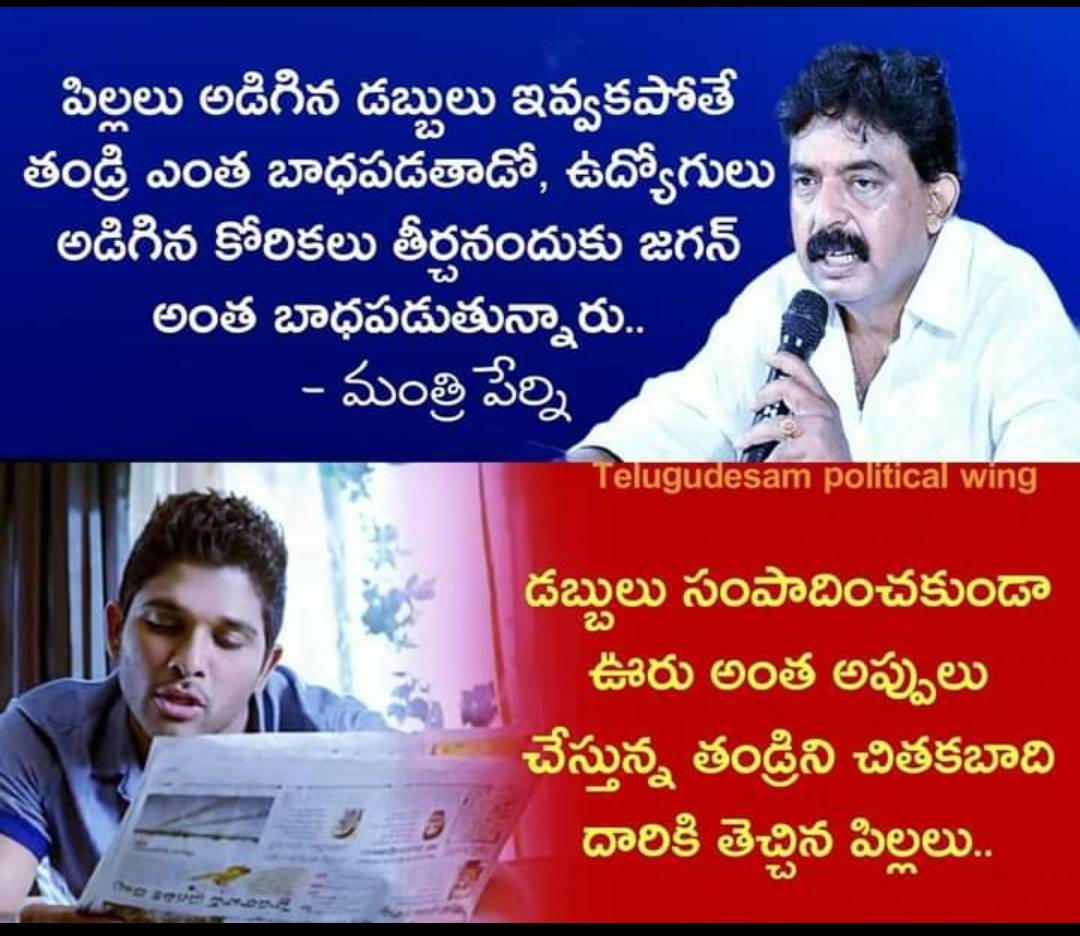 పిల్లలు అడిగిన డబ్బులు ఇవ్వకపోతే
తండ్రి ఎంత బాధపడతాడో, ఉద్యోగులు
అడిగిన కోరికలు తీర్చనందుకు జగన్
అంత బాధపడుతున్నారు..
- మంత్రి పేర్ని
Telugudesam political wing
డబ్బులు సంపాదించకుండా
ఊరు అంత అప్పులు
చేస్తున్న తండ్రిని చితకబాది
దారికి తెచ్చిన పిల్లలు..